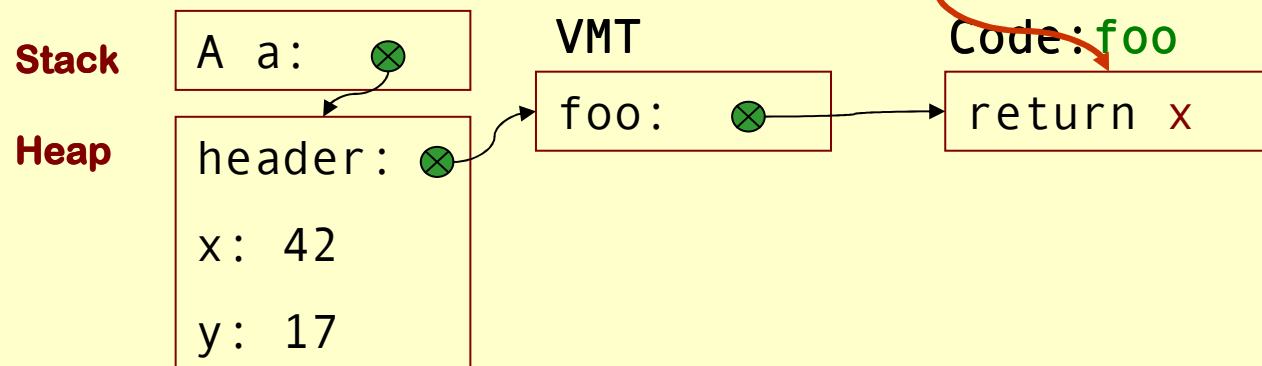 VMT
Code:foo
Stack
A a:
foo:
return x
Heap
header:
x: 42
y: 17